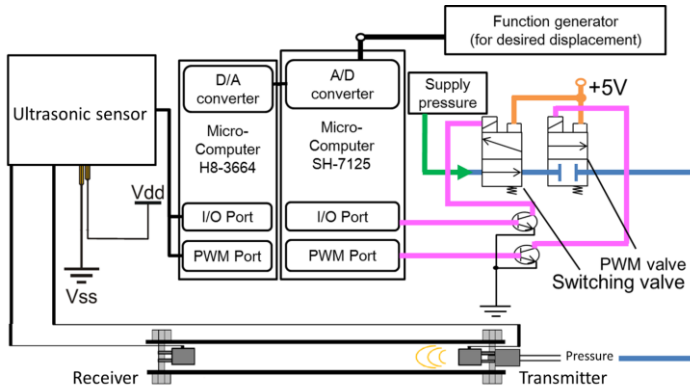 Function generator
(for desired displacement)
D/A
converter
A/D
converter
Supply
pressure
+5V
Ultrasonic sensor
Micro-
Computer
H8-3664
Micro-
Computer
SH-7125
Vdd
I/O Port
I/O Port
PWM Port
PWM Port
PWM valve
Switching valve
Vss
Receiver
Transmitter
Pressure